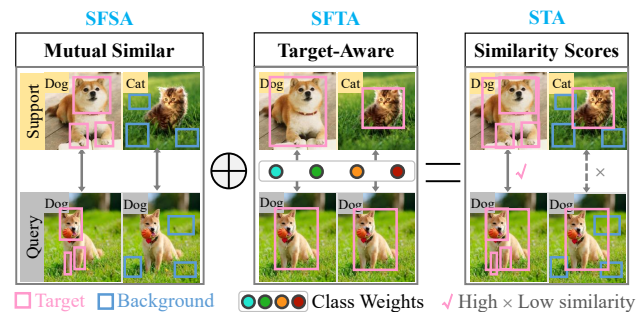 SFSA
SFTA
STA
Mutual Similar
Target-Aware
Similarity Scores
Support
Dog
Cat
Dog
Cat
Dog
Cat
√
×
Query
Dog
Dog
Dog
Dog
Dog
Dog
Target
Background
Class Weights
√ High × Low similarity